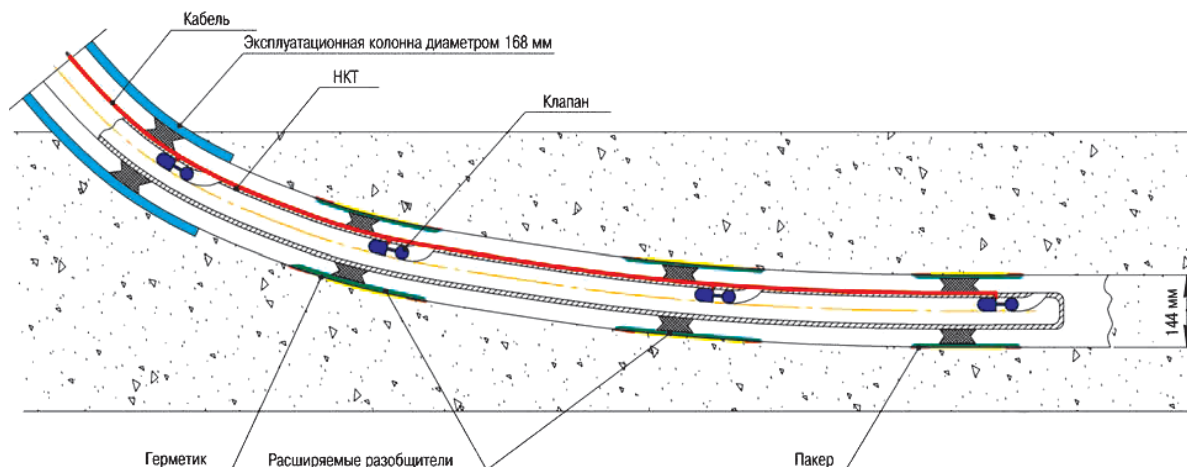 Кабель
Эксплуатационная колонна диаметром 168 мм
НКТ
Клапан
144 мм
Герметик
Расширяемые разобщители
Пакер